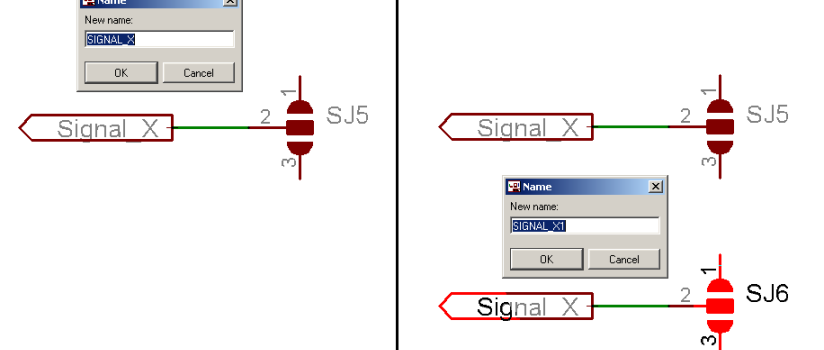 Name
New name:
SIGNAL_X
OK Cancel
1
2
SJ5
Signal_X
3
1
2
SJ5
Signal_X
3
Name
New name:
SIGNAL_X1
OK Cancel
1
2
SJ6
Signal_X
3